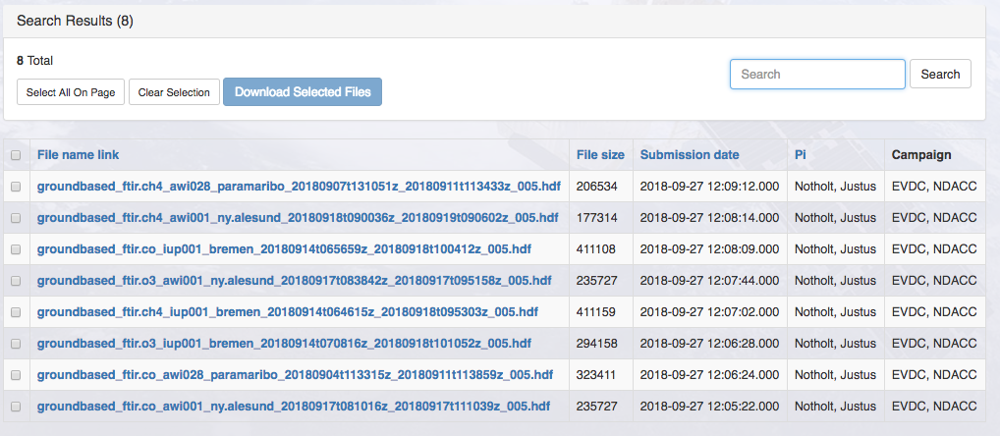 Search Results (8)
8 Total
Search Search
Select All On Page Clear Selection Download Selected Files
File name link File size Submission date Pi Campaign
groundbased_ftir.ch4_awi028_paramaribo_20180907t131051z_20180911t113433z_005.hdf 206534 2018-09-27 12:09:12.000 Notholt, Justus EVDC, NDACC
groundbased_ftir.ch4_awi001_ny.alesund_20180918t090036z_20180919t090602z_005.hdf 177314 2018-09-27 12:08:14.000 Notholt, Justus EVDC, NDACC
groundbased_ftir.co_iup001_bremen_20180914t065659z_20180918t100412z_005.hdf 411108 2018-09-27 12:08:09.000 Notholt, Justus EVDC, NDACC
groundbased_ftir.o3_awi001_ny.alesund_20180917t083842z_20180917t095158z_005.hdf 235727 2018-09-27 12:07:44.000 Notholt, Justus EVDC, NDACC
groundbased_ftir.ch4_iup001_bremen_20180914t064615z_20180918t095303z_005.hdf 411159 2018-09-27 12:07:02.000 Notholt, Justus EVDC, NDACC
groundbased_ftir.o3_iup001_bremen_20180914t070816z_20180918t101052z_005.hdf 294158 2018-09-27 12:06:28.000 Notholt, Justus EVDC, NDACC
groundbased_ftir.co_awi028_paramaribo_20180904t113315z_20180911t113859z_005.hdf 323411 2018-09-27 12:06:24.000 Notholt, Justus EVDC, NDACC
groundbased_ftir.co_awi001_ny.alesund_20180917t081016z_20180917t111039z_005.hdf 235727 2018-09-27 12:05:22.000 Notholt, Justus EVDC, NDACC